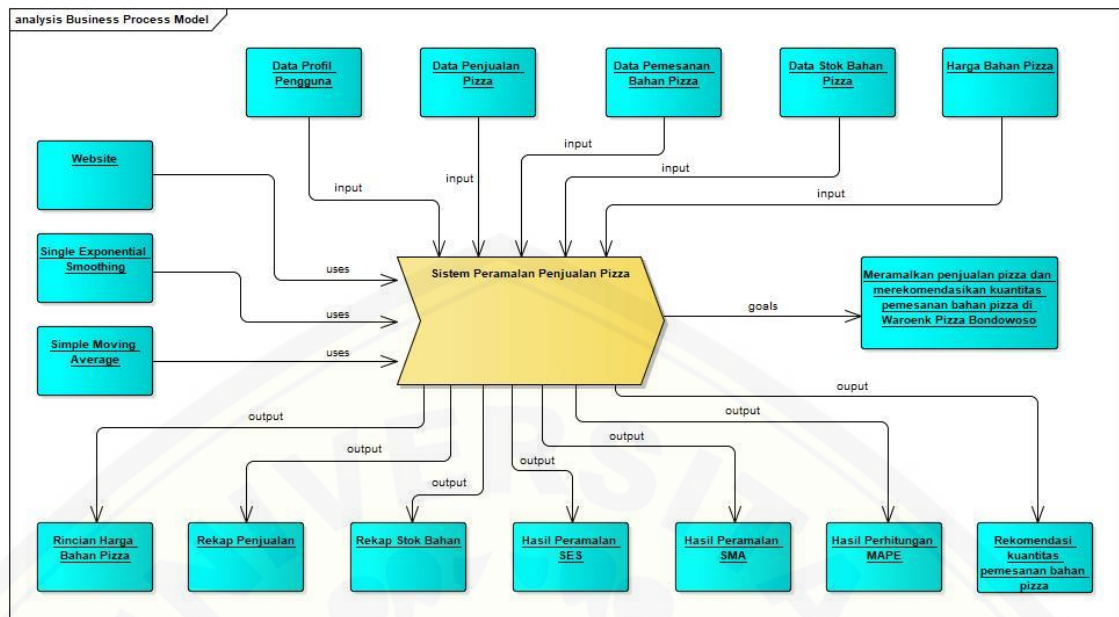 analysis Business Process Model
Data Profil
Pengguna
Data Penjualan
Pizza
Data Pemesanan
Bahan Pizza
Data Stok Bahan
Pizza
Harga Bahan Pizza
input
input
input
input
input
Website
Single Exponential
Smoothing
Simple Moving
Average
uses
uses
uses
Sistem Peramalan Penjualan Pizza
goals
Meramalkan penjualan pizza dan
merekomendasikan kuantitas
pemesanan bahan pizza di
Waroenk Pizza Bondowoso
output
output
output
output
output
output
ouput
Rincian Harga
Bahan Pizza
Rekap Penjualan
Rekap Stok Bahan
Hasil Peramalan
SES
Hasil Peramalan
SMA
Hasil Perhitungan
MAPE
Rekomendasi
kuantitas
pemesanan bahan
pizza
UNIVERSITA